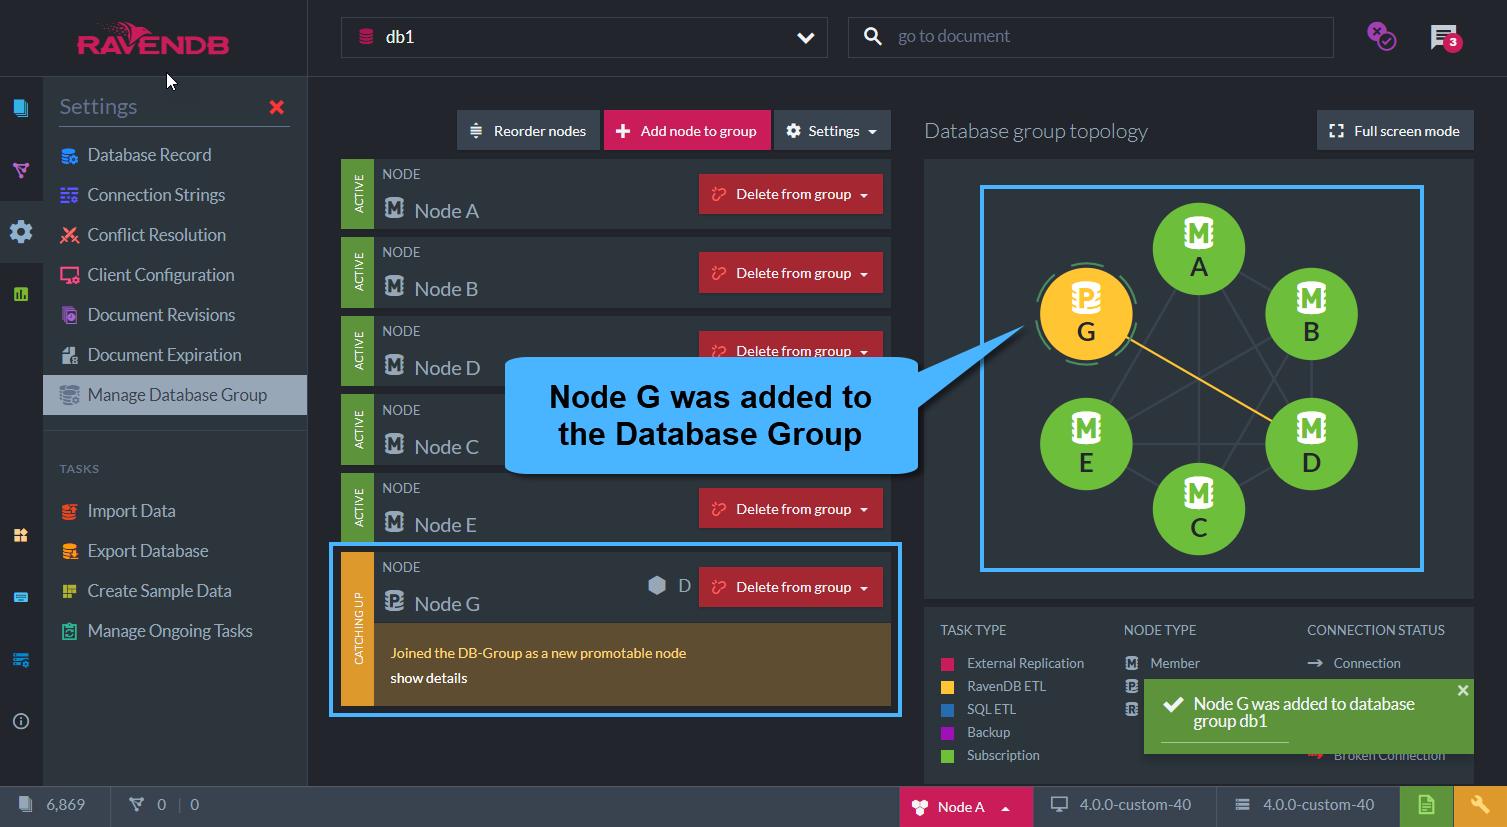 RAVENDB
db1
go to document
3
Settings
Database Record
Connection Strings
Conflict Resolution
Client Configuration
Document Revisions
Document Expiration
Manage Database Group
TASKS
Import Data
Export Database
Create Sample Data
Manage Ongoing Tasks
Reorder nodes
Add node to group
Settings
ACTIVE
NODE
M
Node A
Delete from group
ACTIVE
NODE
M
Node B
Delete from group
ACTIVE
NODE
M
Node D
Delete from group
ACTIVE
NODE
M
Node C
ACTIVE
NODE
M
Node E
Delete from group
CATCHING UP
NODE
P
Node G
D
Delete from group
Joined the DB-Group as a new promotable node
show details
Node G was added to
the Database Group
Database group topology
Full screen mode
M
A
P
G
M
B
M
E
M
D
M
C
TASK TYPE
External Replication
RavenDB ETL
SQL ETL
Backup
Subscription
NODE TYPE
M
Member
P
R
CONNECTION STATUS
Connection
Broken Connection
Node G was added to database
group db1
6,869
0 | 0
Node A
4.0.0-custom-40
4.0.0-custom-40